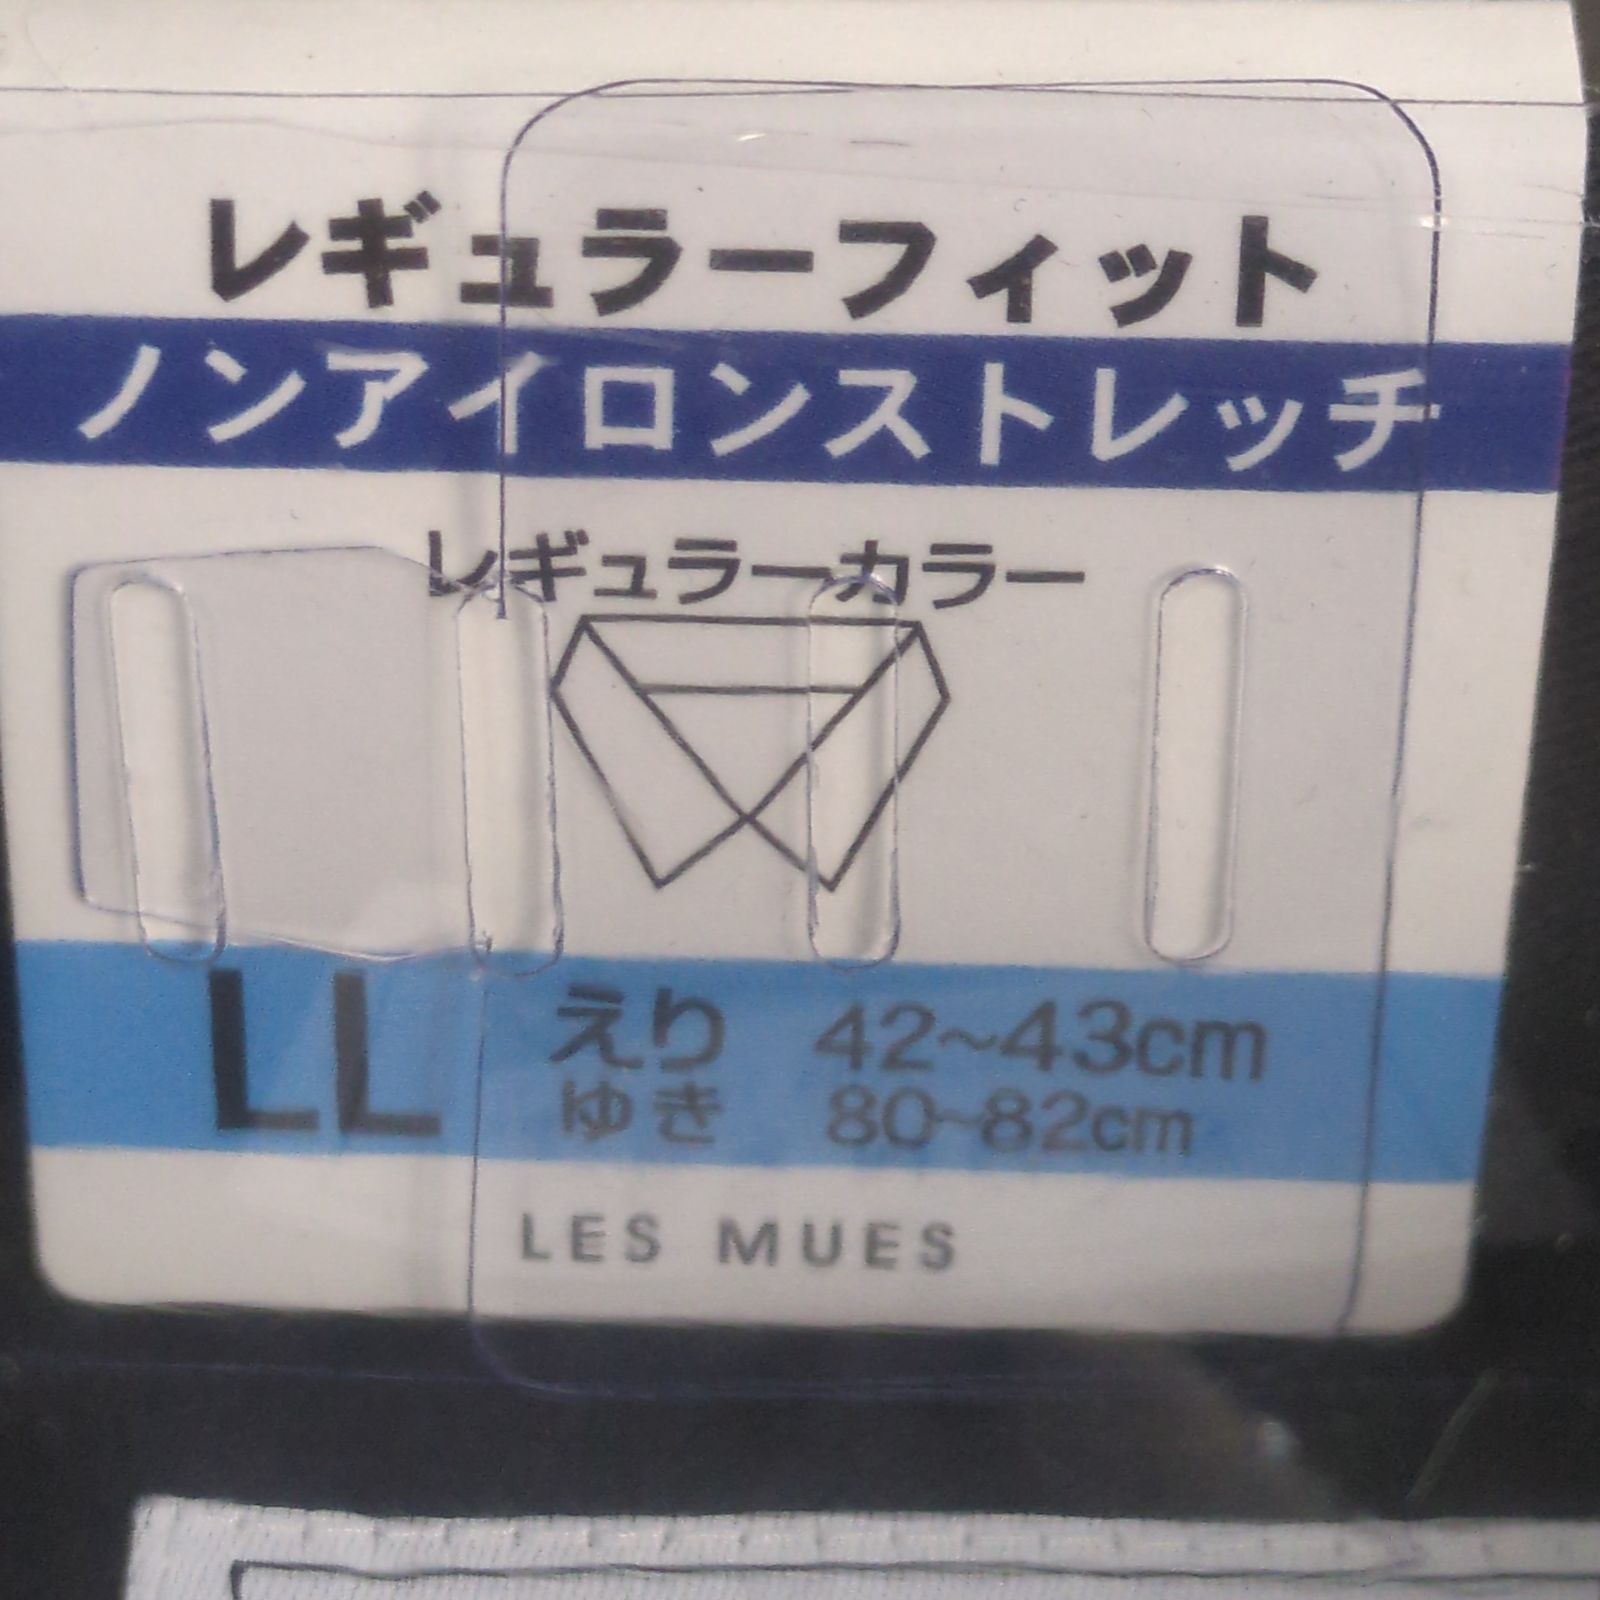 レギュラーフィット
ノンアイロンストレッチ
レギュラーカラー
LL えり 42~43cm
ゆき 80~82cm
LES MUES